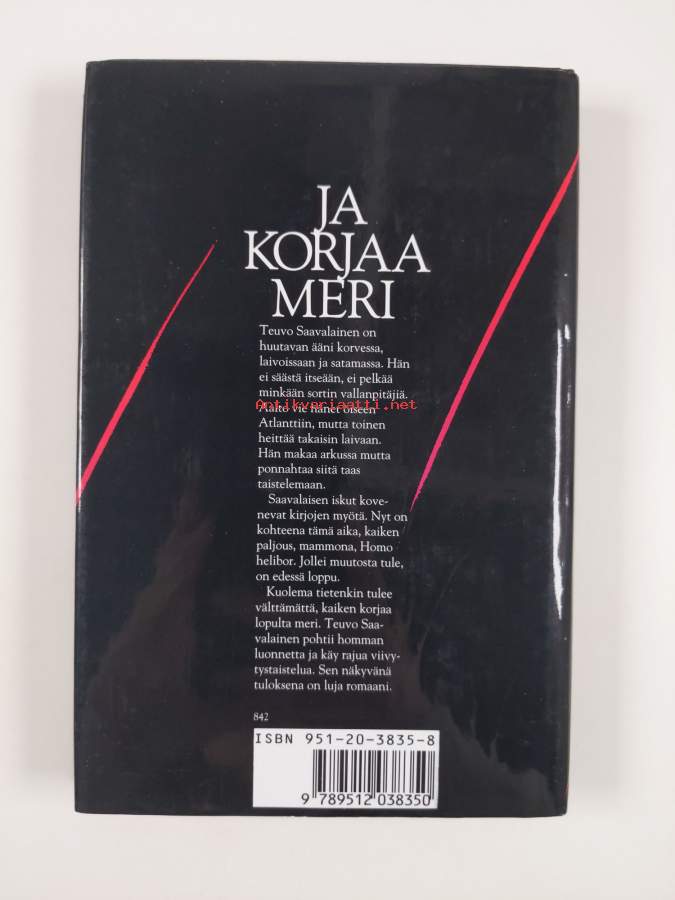 JA
KORJAA
MERI
Teuvo Saavalainen on
huutavan ääni korvessa,
laivoissaan ja satamassa. Hän
ei säästä itseään, ei pelkää
minkään sortin vallanpitäjiä.
Antikvariaatti.net
Aalto vie hänet öiseen
Atlanttiin, mutta toinen
heittää takaisin laivaan.
Hän makaa arkussa mutta
ponnahtaa siitä taas
taistelemaan.
Saavalaisen iskut kove-
nevat kirjojen myötä. Nyt on
kohteena tämä aika, kaiken
paljous, mammona, Homo
helibor. Jollei muutosta tule,
on edessä loppu.
Kuolema tietenkin tulee
välttämättä, kaiken korjaa
lopulta meri. Teuvo Saa-
valainen pohtii homman
luonnetta ja käy rajua viivy-
tystaistelua. Sen näkyvänä
tuloksena on luja romaani.
842
ISBN 951-20-3835-8
9 789512 038350